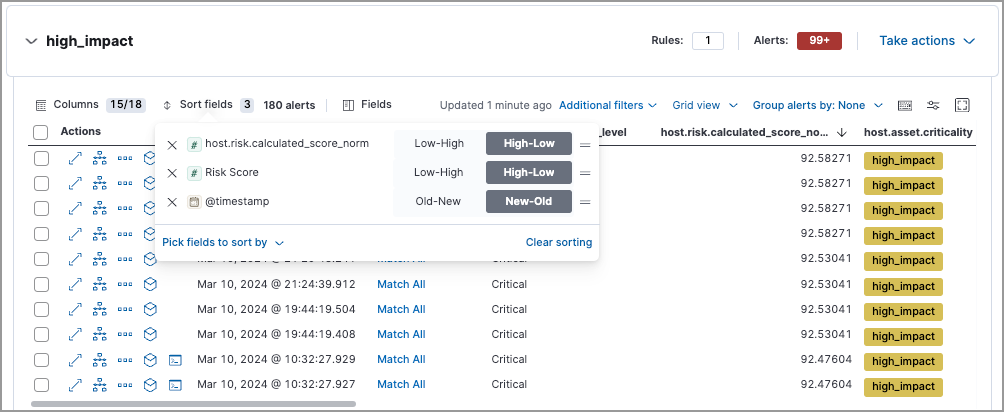 high_impact Rules: 1 Alerts: 99+ Take actions
Columns 15/18 Sort fields 3 180 alerts Fields Updated 1 minute ago Additional filters Grid view Group alerts by: None
Actions _level host.risk.calculated_score_no... host.asset.criticality
host.risk.calculated_score_norm Low-High High-Low 92.58271 high_impact
Risk Score Low-High High-Low 92.58271 high_impact
@timestamp Old-New New-Old 92.58271 high_impact
92.58271 high_impact
Pick fields to sort by Clear sorting
92.53041 high_impact
Mar 10, 2024 @ 21:24:39.912 Match All Critical 92.53041 high_impact
Mar 10, 2024 @ 19:44:19.504 Match All Critical 92.53041 high_impact
Mar 10, 2024 @ 19:44:19.408 Match All Critical 92.53041 high_impact
Mar 10, 2024 @ 10:32:27.929 Match All Critical 92.47604 high_impact
Mar 10, 2024 @ 10:32:27.927 Match All Critical 92.47604 high_impact